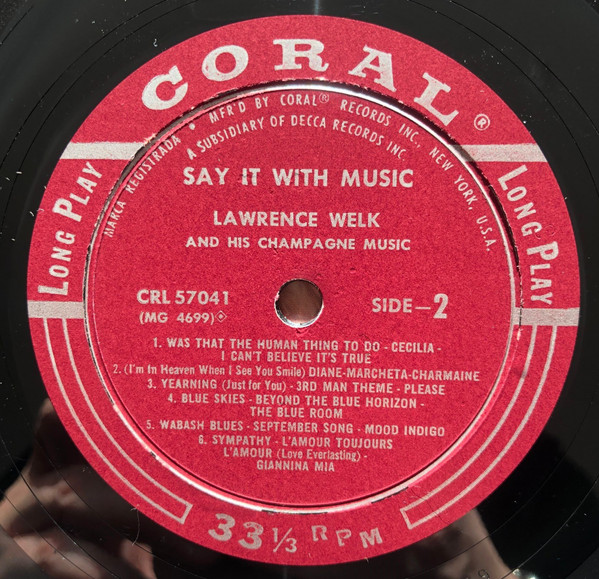 CORAL®
MARCA REGISTRADA • MFR'D BY CORAL® RECORDS INC., NEW YORK, U.S.A.
A SUBSIDIARY OF DECCA RECORDS INC.
LONG PLAY
LONG PLAY
SAY IT WITH MUSIC
LAWRENCE WELK
AND HIS CHAMPAGNE MUSIC
CRL 57041
(MG 4699)
SIDE—2
1. WAS THAT THE HUMAN THING TO DO - CECILIA -
I CAN'T BELIEVE IT'S TRUE
2. (I'm In Heaven When I See You Smile) DIANE-MARCHETA-CHARMAINE
3. YEARNING (Just for You) - 3RD MAN THEME - PLEASE
4. BLUE SKIES - BEYOND THE BLUE HORIZON -
THE BLUE ROOM
5. WABASH BLUES - SEPTEMBER SONG - MOOD INDIGO
6. SYMPATHY - L'AMOUR TOUJOURS
L'AMOUR (Love Everlasting) -
GIANNINA MIA
33 1/3 RPM